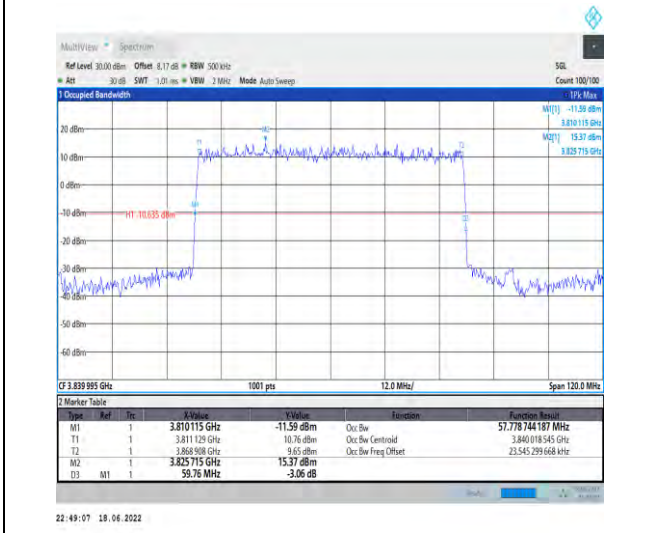 MultiView Spectrum
Ref Level 30.00 dBm Offset 8.17 dB RBW 500 kHz SGL
Att 30 dB SWT 1.01 ms VBW 2 MHz Mode Auto Sweep Count 100/100
1 Occupied Bandwidth 1Pk Max
M1[1] -11.59 dBm
3.810115 GHz
M2[1] 15.37 dBm
3.825715 GHz
20 dBm
M2
T1
T2
10 dBm
0 dBm
M1
-10 dBm
H1 -10.635 dBm
-20 dBm
-30 dBm
-40 dBm
-50 dBm
-60 dBm
CF 3.839 995 GHz 1001 pts 12.0 MHz/ Span 120.0 MHz
2 Marker Table
Type Ref Trc X-Value Y-Value Function Function Result
M1 1 3.810115 GHz -11.59 dBm Occ Bw 57.778 744 187 MHz
T1 1 3.811 129 GHz 10.76 dBm Occ Bw Centroid 3.840 018 545 GHz
T2 1 3.868 908 GHz 9.65 dBm Occ Bw Freq Offset 23.545 299 668 kHz
M2 1 3.825 715 GHz 15.37 dBm
D3 M1 1 59.76 MHz -3.06 dB
22:49:07 18.06.2022